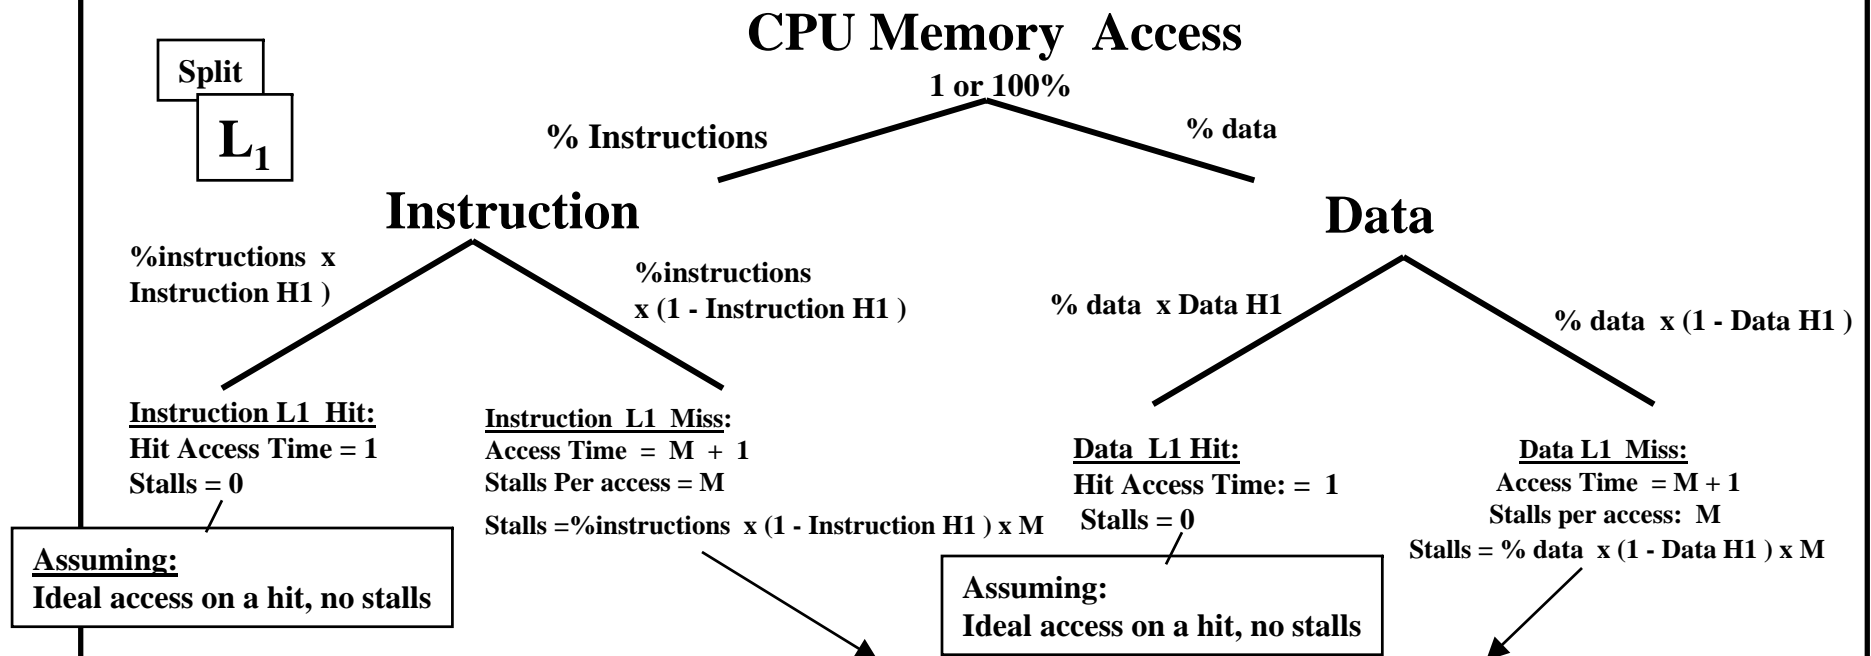 CPU Memory Access
1 or 100%
Split
L₁
% Instructions
% data
Instruction
Data
%instructions x
Instruction H1 )
%instructions
x (1 - Instruction H1 )
% data x Data H1
% data x (1 - Data H1 )
Instruction L1 Hit:
Hit Access Time = 1
Stalls = 0
Instruction L1 Miss:
Access Time = M + 1
Stalls Per access = M
Stalls =%instructions x (1 - Instruction H1 ) x M
Data L1 Hit:
Hit Access Time: = 1
Stalls = 0
Data L1 Miss:
Access Time = M + 1
Stalls per access: M
Stalls = % data x (1 - Data H1 ) x M
Assuming:
Ideal access on a hit, no stalls
Assuming:
Ideal access on a hit, no stalls